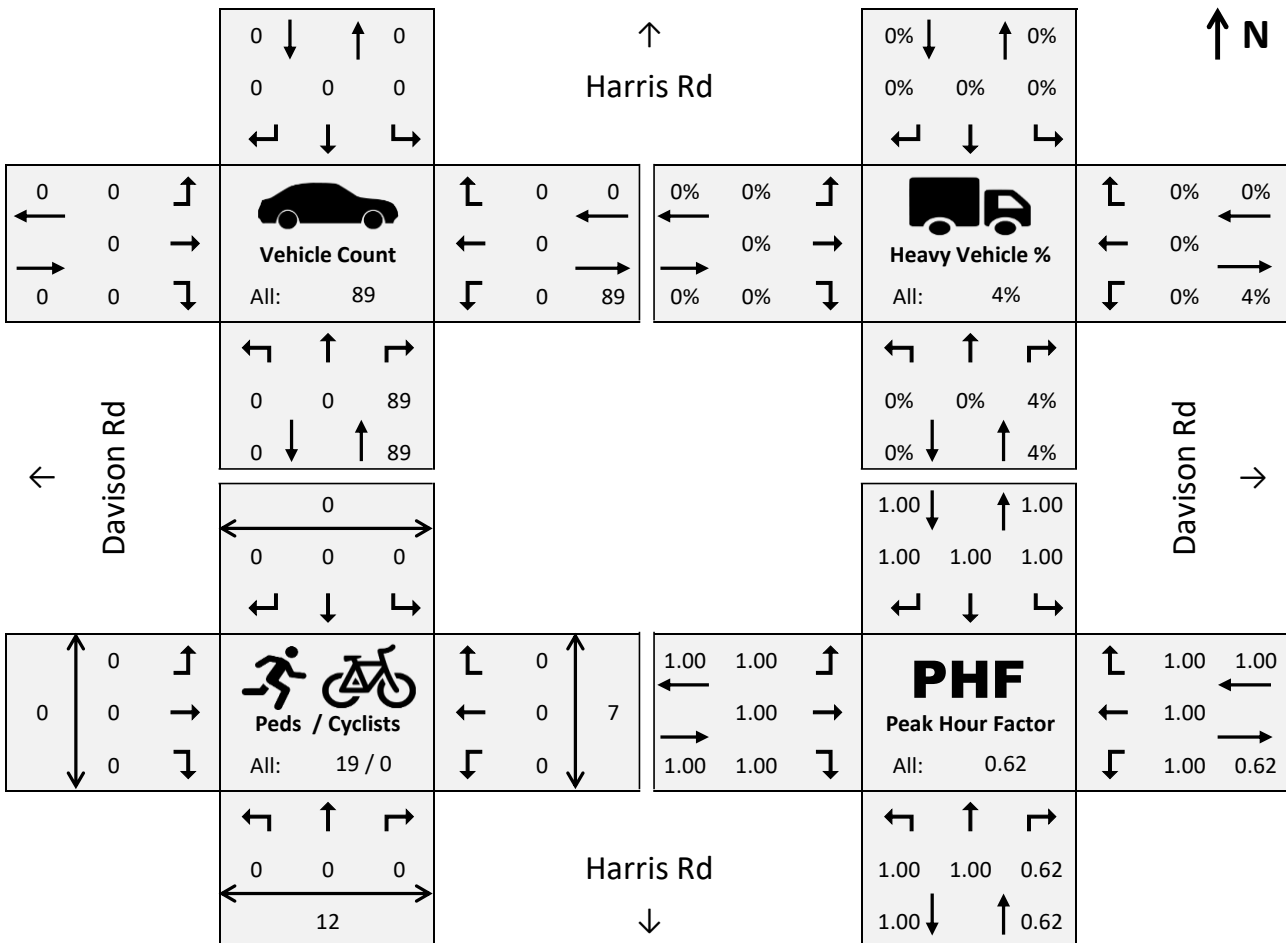 0 0 0% 0% N
Harris Rd
0 0 0 0% 0% 0%
0 0 0 0 0% 0% 0% 0%
0 Vehicle Count 0 0% Heavy Vehicle % 0%
0 0 All: 89 0 89 0% 0% All: 4% 0% 4%
0 0 89 0% 0% 4%
0 89 0% 4%
Davison Rd
Davison Rd
0 1.00 1.00
0 0 0 1.00 1.00 1.00
0 0 1.00 1.00 PHF 1.00 1.00
0 0 Peds / Cyclists 0 7 1.00 Peak Hour Factor 1.00
0 All: 19 / 0 0 1.00 1.00 All: 0.62 1.00 0.62
0 0 0 Harris Rd 1.00 1.00 0.62
12 1.00 0.62